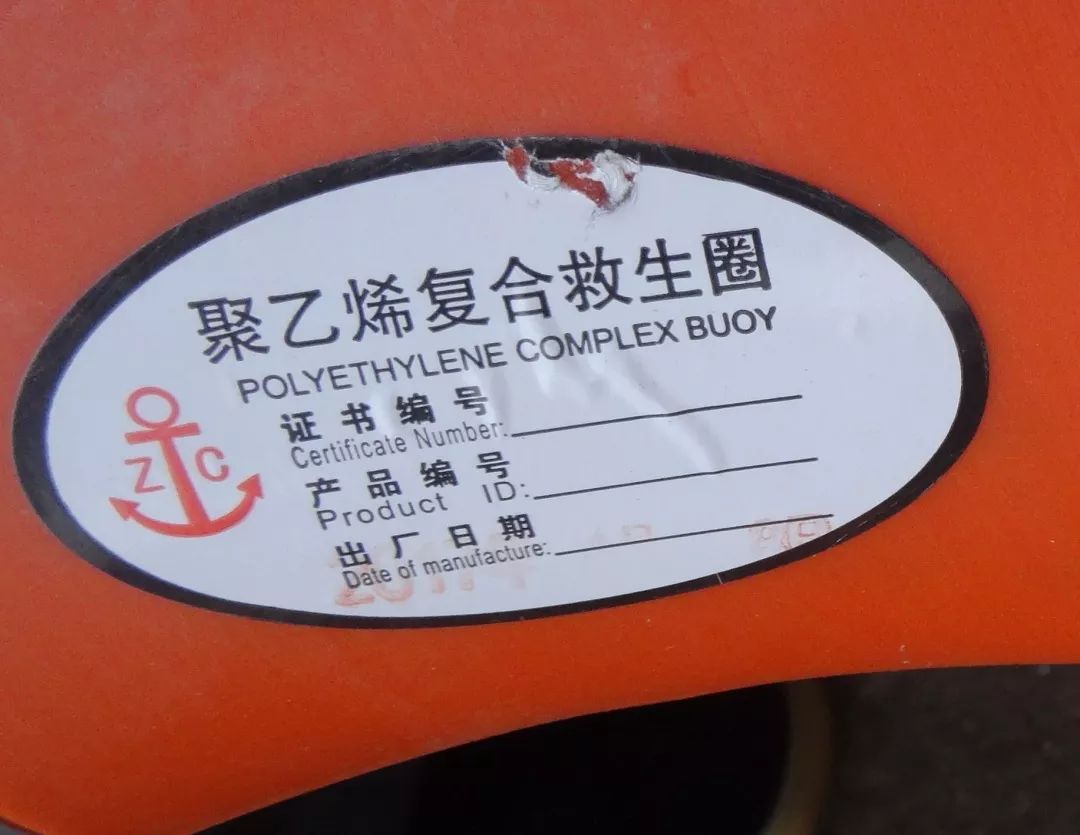 聚乙烯复合救生圈
POLYETHYLENE COMPLEX BUOY
证书编号
Certificate Number:
产品编号
Product ID:
出厂日期
Date of manufacture:
Z C